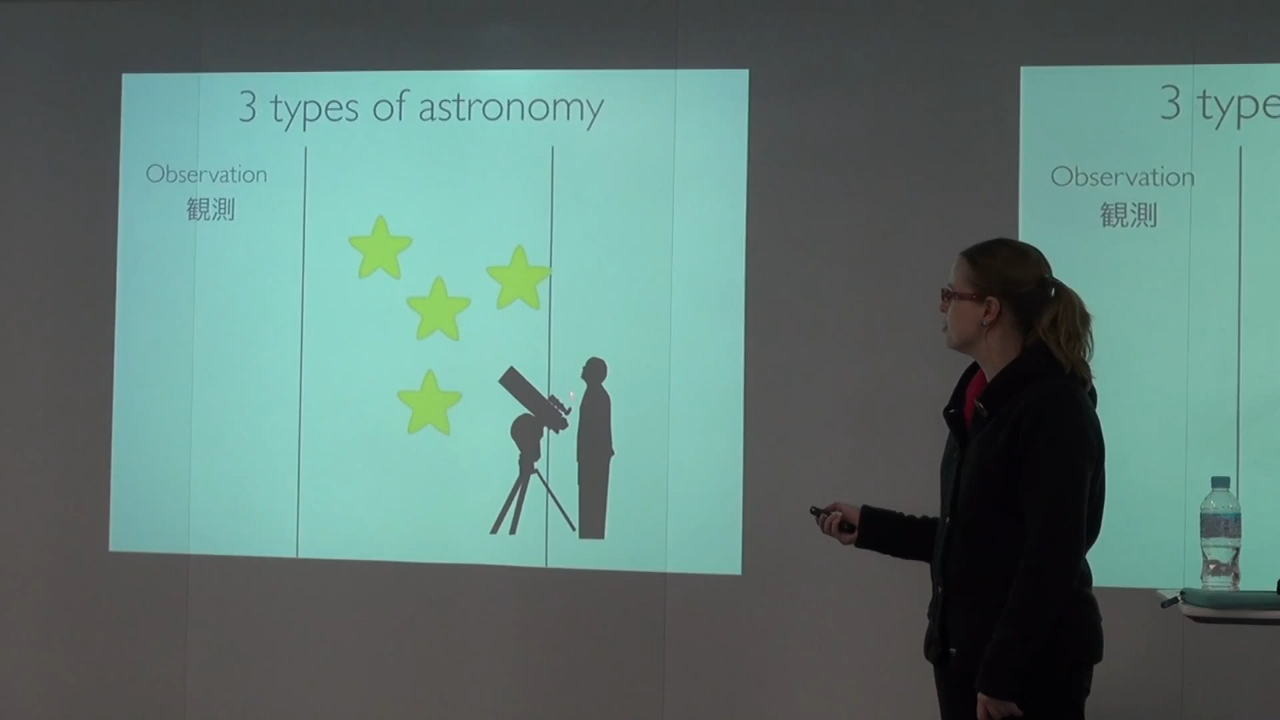 3 types of astronomy
Observation
観測
3 type
Observation
観測